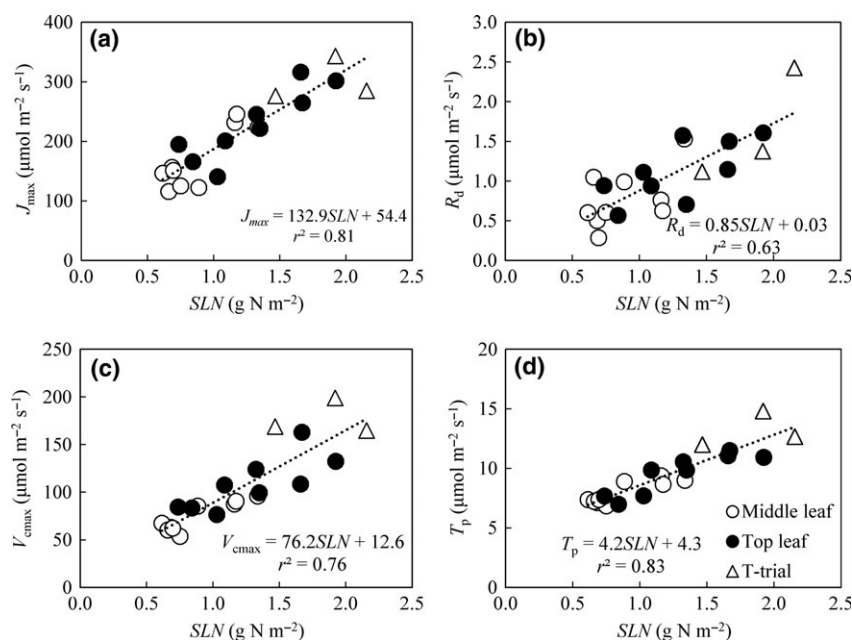 (a)
400
300
200
100
0
J_max (µmol m⁻² s⁻¹)
J_max = 132.9SLN + 54.4
r² = 0.81
0.0 0.5 1.0 1.5 2.0 2.5
SLN (g N m⁻²)
(b)
3.0
2.5
2.0
1.5
1.0
0.5
0.0
R_d (µmol m⁻² s⁻¹)
R_d = 0.85SLN + 0.03
r² = 0.63
0.0 0.5 1.0 1.5 2.0 2.5
SLN (g N m⁻²)
(c)
250
200
150
100
50
0
V_cmax (µmol m⁻² s⁻¹)
V_cmax = 76.2SLN + 12.6
r² = 0.76
0.0 0.5 1.0 1.5 2.0 2.5
SLN (g N m⁻²)
(d)
20
15
10
5
0
T_p (µmol m⁻² s⁻¹)
Middle leaf
Top leaf
T-trial
T_p = 4.2SLN + 4.3
r² = 0.83
0.0 0.5 1.0 1.5 2.0 2.5
SLN (g N m⁻²)